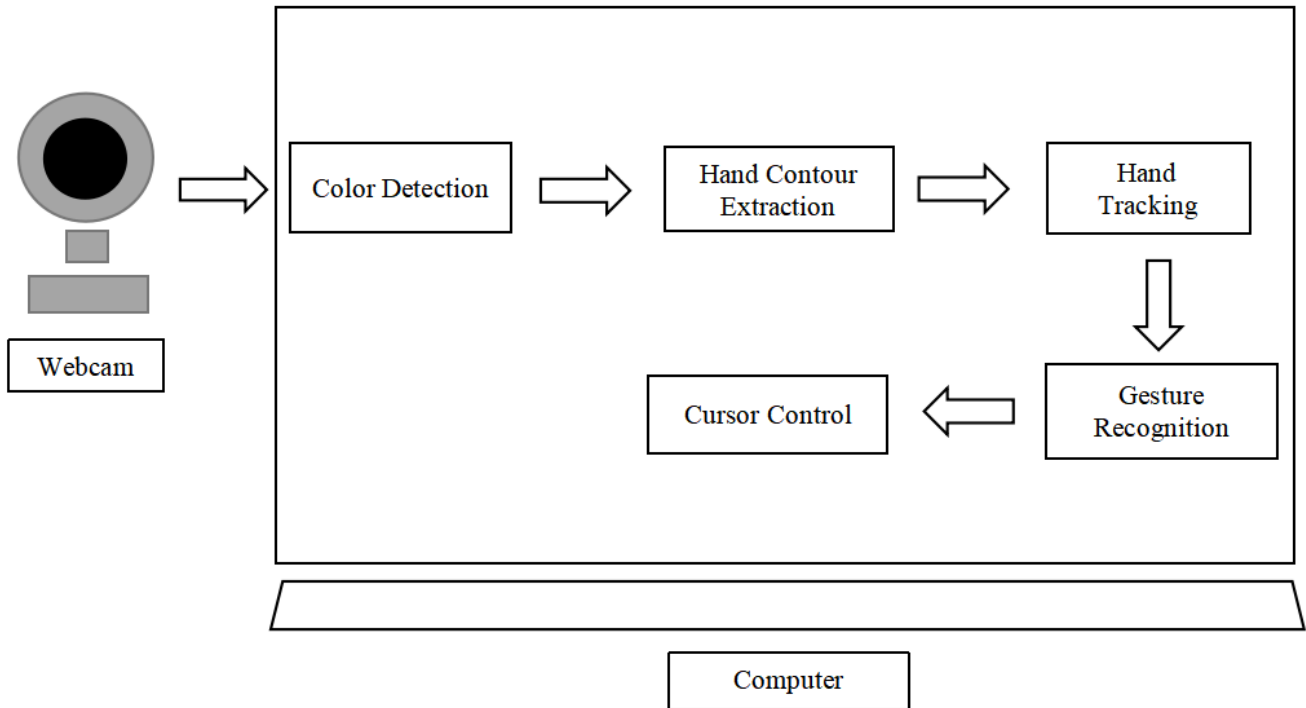 Color Detection
Hand Contour
Extraction
Hand
Tracking
Webcam
Cursor Control
Gesture
Recognition
Computer